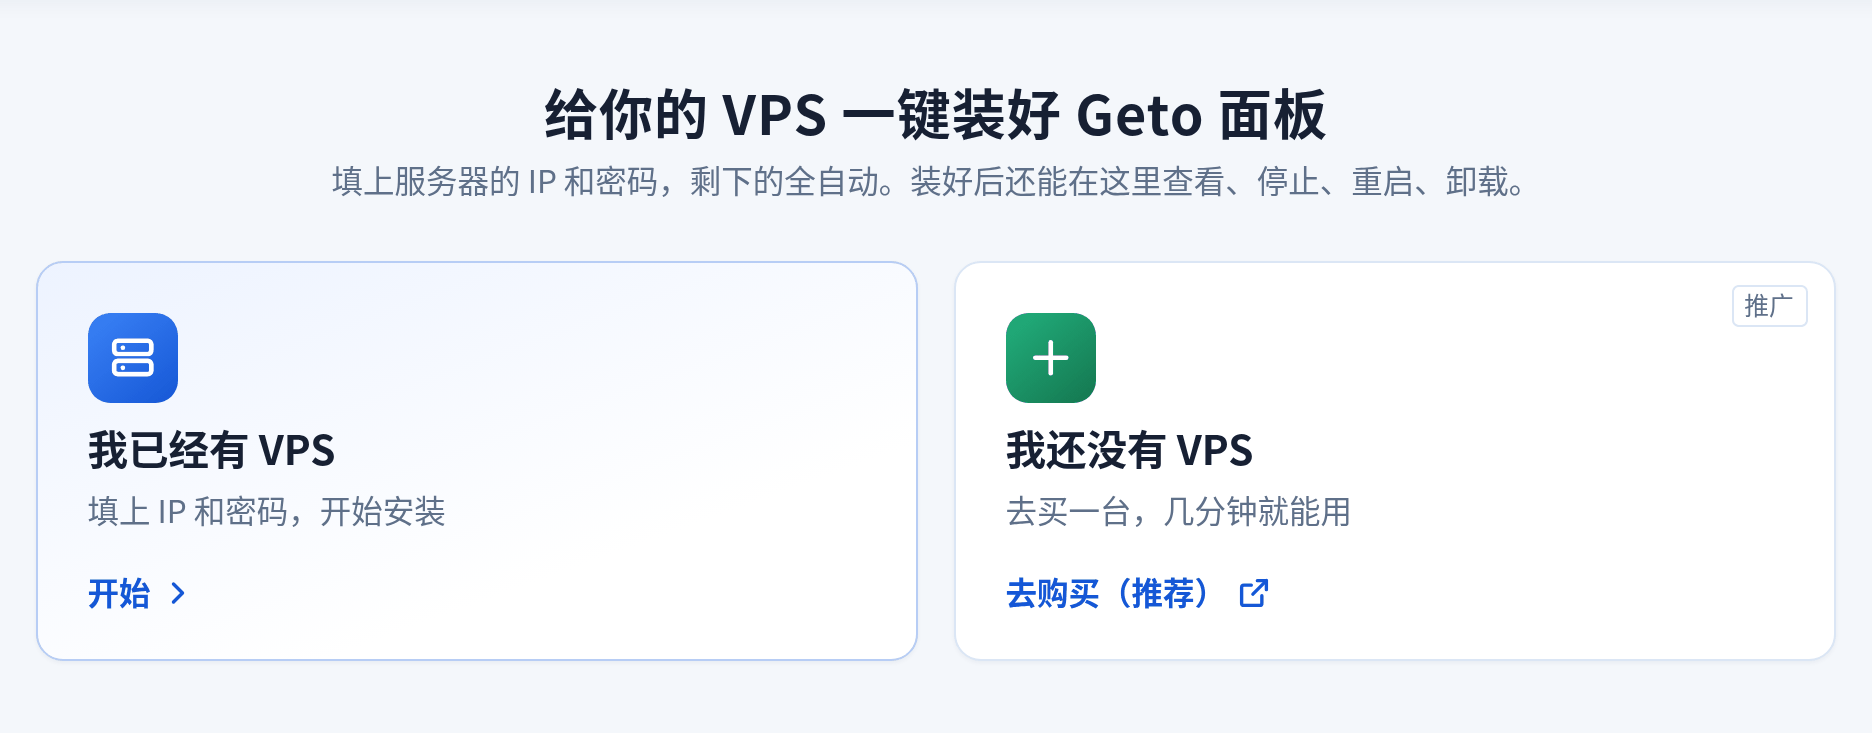 给你的 VPS 一键装好 Geto 面板
填上服务器的 IP 和密码，剩下的全自动。装好后还能在这里查看、停止、重启、卸载。
我已经有 VPS
填上 IP 和密码，开始安装
开始
推广
我还没有 VPS
去买一台，几分钟就能用
去购买（推荐）